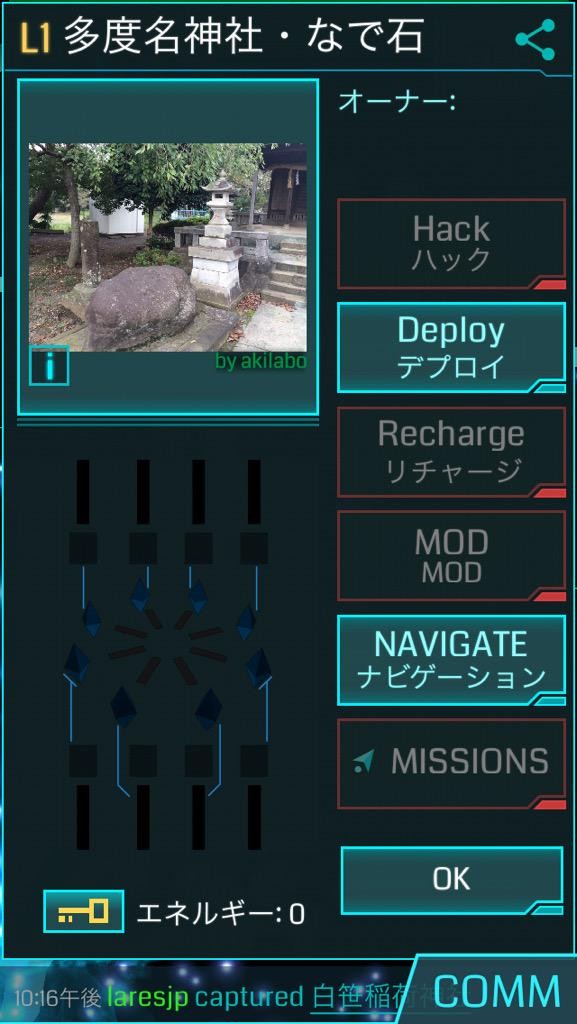 L1 多度名神社・なで石
オーナー:
Hack
ハック
i
by akilabo
Deploy
デプロイ
Recharge
リチャージ
MOD
MOD
NAVIGATE
ナビゲーション
MISSIONS
OK
エネルギー: 0
10:16午後 laresjp captured 白笹稲荷神社
COMM